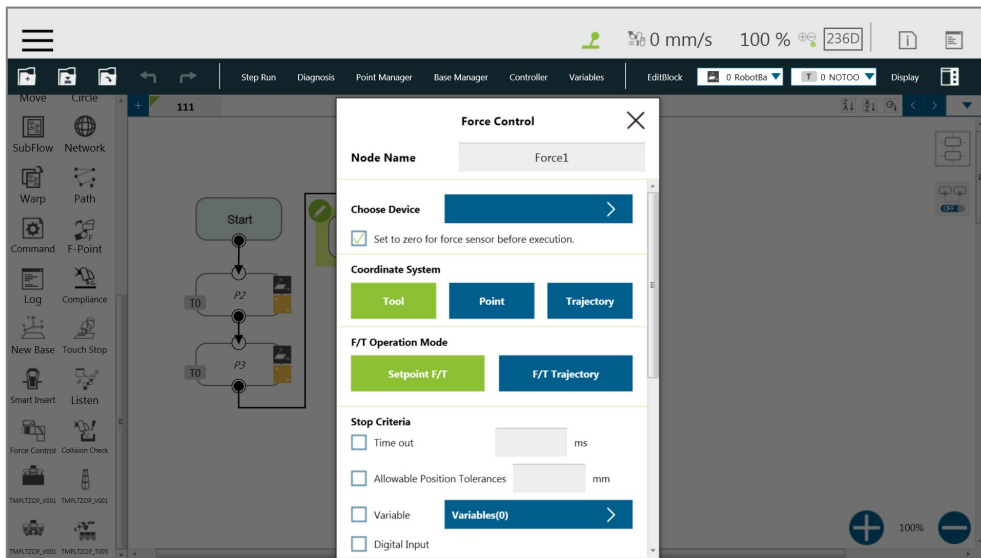 0 mm/s 100 % 236D
Step Run Diagnosis Point Manager Base Manager Controller Variables EditBlock 0 RobotBa T 0 NOTOO Display
Move Circle
+ 111
SubFlow Network
Warp Path
Command F-Point
Log Compliance
New Base Touch Stop
Smart Insert Listen
Force Control Collision Check
TMPLTZOP_V001 TMPLTZOP_V001
TMPLTZOP_V001 TMPLTZOP_T005
Start
T0 P2
T0 P3
Force Control
Node Name Force1
Choose Device
Set to zero for force sensor before execution.
Coordinate System
Tool Point Trajectory
F/T Operation Mode
Setpoint F/T F/T Trajectory
Stop Criteria
Time out ms
Allowable Position Tolerances mm
Variable Variables(0)
Digital Input
OFF
100%